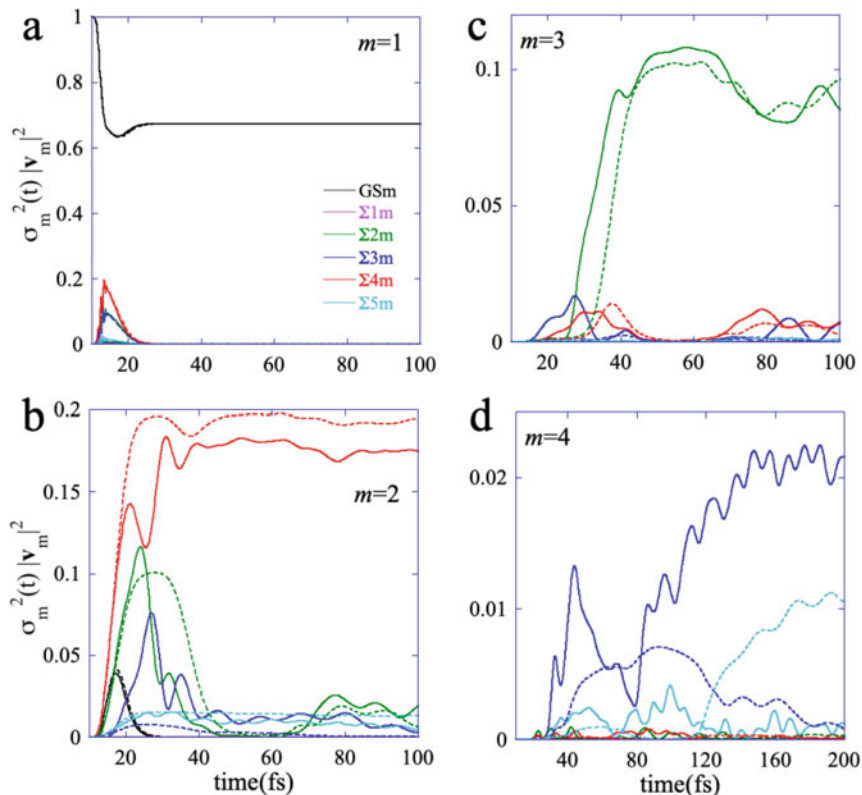 a
m=1
1
0.8
0.6
0.4
0.2
0
σm²(t) |vm|²
GSm
Σ1m
Σ2m
Σ3m
Σ4m
Σ5m
20 40 60 80 100
c
m=3
0.1
0.05
0
20 40 60 80 100
b
m=2
0.2
0.15
0.1
0.05
0
σm²(t) |vm|²
20 40 60 80 100
time(fs)
d
m=4
0.02
0.01
0
40 80 120 160 200
time(fs)